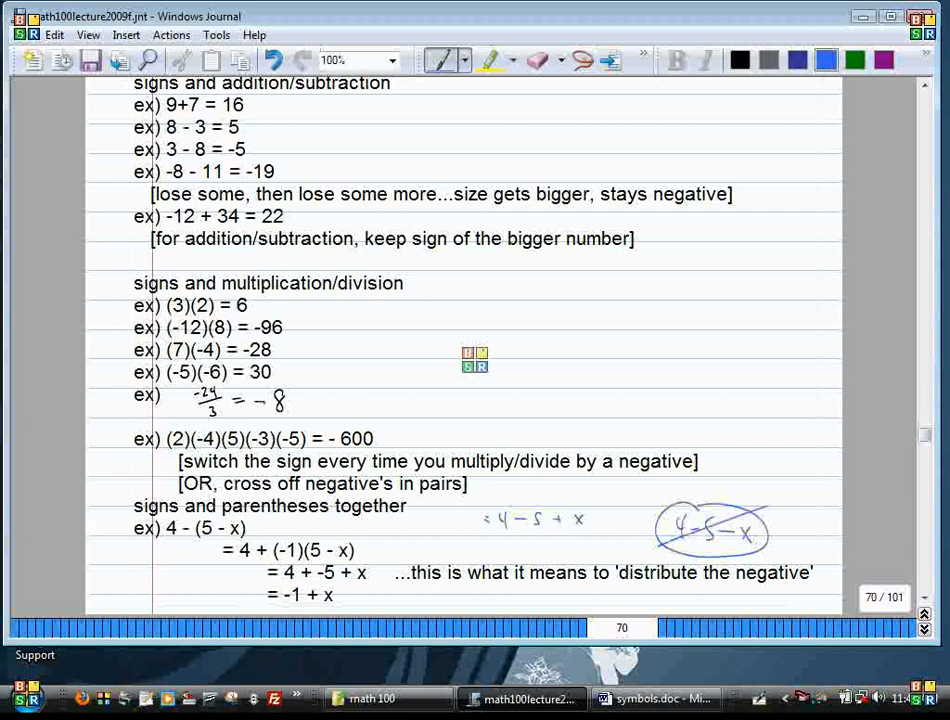 math100lecture2009f.jnt - Windows Journal
Edit View Insert Actions Tools Help
100%
signs and addition/subtraction
ex) 9+7 = 16
ex) 8 - 3 = 5
ex) 3 - 8 = -5
ex) -8 - 11 = -19
[lose some, then lose some more...size gets bigger, stays negative]
ex) -12 + 34 = 22
[for addition/subtraction, keep sign of the bigger number]
signs and multiplication/division
ex) (3)(2) = 6
ex) (-12)(8) = -96
ex) (7)(-4) = -28
ex) (-5)(-6) = 30
ex) -24/3 = -8
ex) (2)(-4)(5)(-3)(-5) = - 600
[switch the sign every time you multiply/divide by a negative]
[OR, cross off negative's in pairs]
signs and parentheses together
ex) 4 - (5 - x) = 4 - 5 + x 4 - 5 - x
= 4 + (-1)(5 - x)
= 4 + -5 + x ...this is what it means to 'distribute the negative'
= -1 + x
70 / 101
70
Support
math 100 math100lecture2... symbols.doc - Mi...